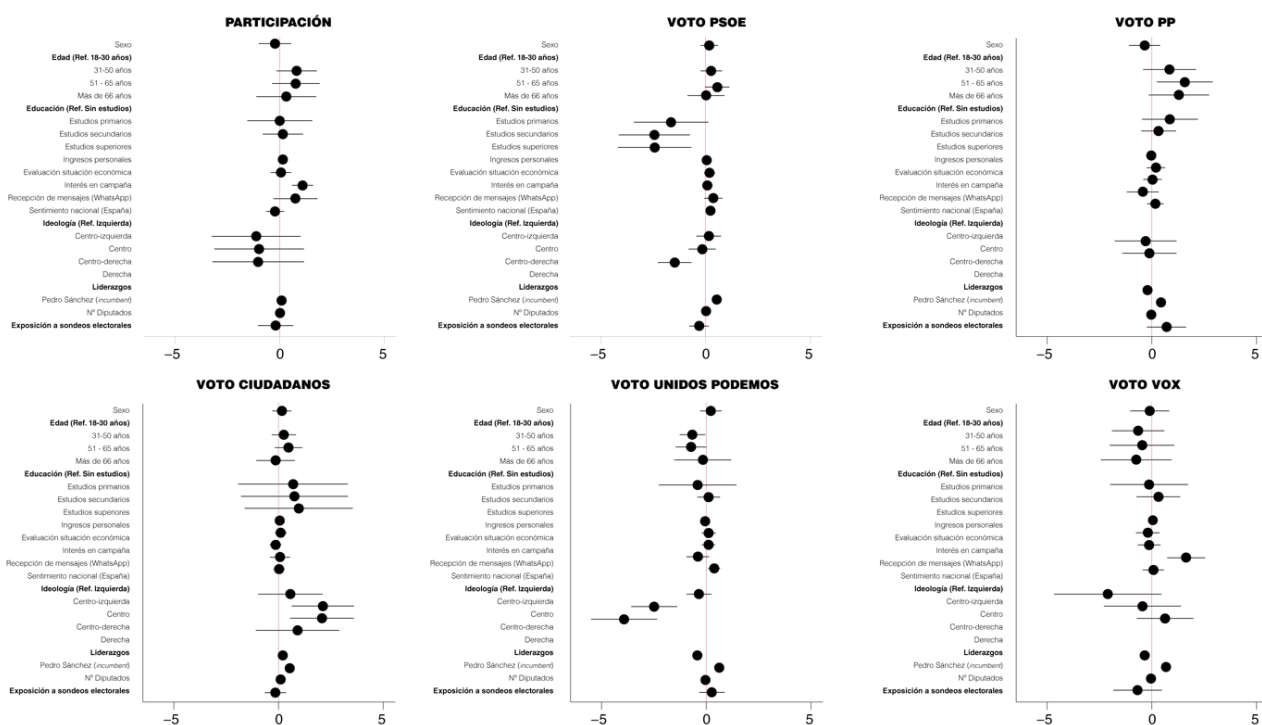 PARTICIPACIÓN
Sexo
Edad (Ref. 18-30 años)
31-50 años
51 - 65 años
Más de 66 años
Educación (Ref. Sin estudios)
Estudios primarios
Estudios secundarios
Estudios superiores
Ingresos personales
Evaluación situación económica
Interés en campaña
Recepción de mensajes (WhatsApp)
Sentimiento nacional (España)
Ideología (Ref. Izquierda)
Centro-izquierda
Centro
Centro-derecha
Derecha
Liderazgos
Pedro Sánchez (incumbent)
Nº Diputados
Exposición a sondeos electorales
−5 0 5
VOTO PSOE
Sexo
Edad (Ref. 18-30 años)
31-50 años
51 - 65 años
Más de 66 años
Educación (Ref. Sin estudios)
Estudios primarios
Estudios secundarios
Estudios superiores
Ingresos personales
Evaluación situación económica
Interés en campaña
Recepción de mensajes (WhatsApp)
Sentimiento nacional (España)
Ideología (Ref. Izquierda)
Centro-izquierda
Centro
Centro-derecha
Derecha
Liderazgos
Pedro Sánchez (incumbent)
Nº Diputados
Exposición a sondeos electorales
−5 0 5
VOTO PP
Sexo
Edad (Ref. 18-30 años)
31-50 años
51 - 65 años
Más de 66 años
Educación (Ref. Sin estudios)
Estudios primarios
Estudios secundarios
Estudios superiores
Ingresos personales
Evaluación situación económica
Interés en campaña
Recepción de mensajes (WhatsApp)
Sentimiento nacional (España)
Ideología (Ref. Izquierda)
Centro-izquierda
Centro
Centro-derecha
Derecha
Liderazgos
Pedro Sánchez (incumbent)
Nº Diputados
Exposición a sondeos electorales
−5 0 5
VOTO CIUDADANOS
Sexo
Edad (Ref. 18-30 años)
31-50 años
51 - 65 años
Más de 66 años
Educación (Ref. Sin estudios)
Estudios primarios
Estudios secundarios
Estudios superiores
Ingresos personales
Evaluación situación económica
Interés en campaña
Recepción de mensajes (WhatsApp)
Sentimiento nacional (España)
Ideología (Ref. Izquierda)
Centro-izquierda
Centro
Centro-derecha
Derecha
Liderazgos
Pedro Sánchez (incumbent)
Nº Diputados
Exposición a sondeos electorales
−5 0 5
VOTO UNIDOS PODEMOS
Sexo
Edad (Ref. 18-30 años)
31-50 años
51 - 65 años
Más de 66 años
Educación (Ref. Sin estudios)
Estudios primarios
Estudios secundarios
Estudios superiores
Ingresos personales
Evaluación situación económica
Interés en campaña
Recepción de mensajes (WhatsApp)
Sentimiento nacional (España)
Ideología (Ref. Izquierda)
Centro-izquierda
Centro
Centro-derecha
Derecha
Liderazgos
Pedro Sánchez (incumbent)
Nº Diputados
Exposición a sondeos electorales
−5 0 5
VOTO VOX
Sexo
Edad (Ref. 18-30 años)
31-50 años
51 - 65 años
Más de 66 años
Educación (Ref. Sin estudios)
Estudios primarios
Estudios secundarios
Estudios superiores
Ingresos personales
Evaluación situación económica
Interés en campaña
Recepción de mensajes (WhatsApp)
Sentimiento nacional (España)
Ideología (Ref. Izquierda)
Centro-izquierda
Centro
Centro-derecha
Derecha
Liderazgos
Pedro Sánchez (incumbent)
Nº Diputados
Exposición a sondeos electorales
−5 0 5